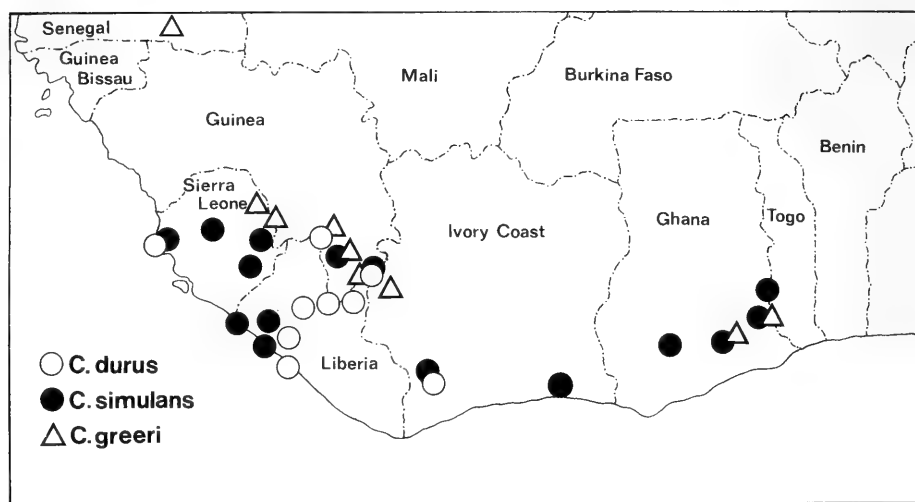 Senegal
Guinea
Bissau
Mali
Burkina Faso
Guinea
Benin
Sierra
Leone
Ivory Coast
Ghana
Togo
Liberia
C. durus
C. simulans
C. greeri